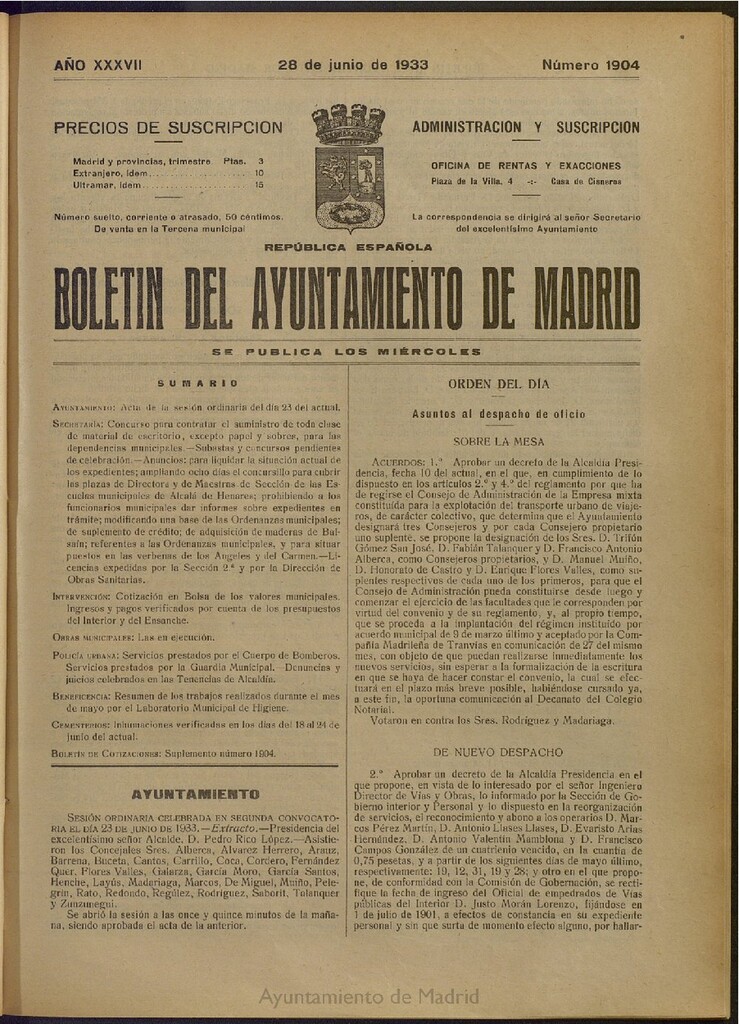 AÑO XXXVII
28 de junio de 1933
Número 1904
PRECIOS DE SUSCRIPCION
Madrid y provincias, trimestre. Ptas. 3
Extranjero, ídem.................... 10
Ultramar, ídem..................... 15
Número suelto, corriente o atrasado, 50 céntimos.
De venta en la Tercena municipal
ADMINISTRACION Y SUSCRIPCION
OFICINA DE RENTAS Y EXACCIONES
Plaza de la Villa, 4 -:- Casa de Cisneros
La correspondencia se dirigirá al señor Secretario
del excelentísimo Ayuntamiento
REPÚBLICA ESPAÑOLA
BOLETIN DEL AYUNTAMIENTO DE MADRID
SE PUBLICA LOS MIÉRCOLES
SUMARIO
AYUNTAMIENTO: Acta de la sesión ordinaria del día 23 del actual.
SECRETARÍA: Concurso para contratar el suministro de toda clase
de material de escritorio, excepto papel y sobres, para las
dependencias municipales.—Subastas y concursos pendientes
de celebración.—Anuncios: para liquidar la situación actual de
los expedientes; ampliando ocho días el concursillo para cubrir
las plazas de Directora y de Maestras de Sección de las Es-
cuelas municipales de Alcalá de Henares; prohibiendo a los
funcionarios municipales dar informes sobre expedientes en
trámite; modificando una base de las Ordenanzas municipales;
de suplemento de crédito; de adquisición de maderas de Bal-
saín; referentes a las Ordenanzas municipales, y para situar
puestos en las verbenas de los Angeles y del Carmen.—Li-
cencias expedidas por la Sección 2.ª y por la Dirección de
Obras Sanitarias.
INTERVENCIÓN: Cotización en Bolsa de los valores municipales.
Ingresos y pagos verificados por cuenta de los presupuestos
del Interior y del Ensanche.
OBRAS MUNICIPALES: Las en ejecución.
POLICÍA URBANA: Servicios prestados por el Cuerpo de Bomberos.
Servicios prestados por la Guardia Municipal.—Denuncias y
juicios celebrados en las Tenencias de Alcaldía.
BENEFICENCIA: Resumen de los trabajos realizados durante el mes
de mayo por el Laboratorio Municipal de Higiene.
CEMENTERIOS: Inhumaciones verificadas en los días del 18 al 24 de
junio del actual.
BOLETÍN DE COTIZACIONES: Suplemento número 1904.
AYUNTAMIENTO
SESIÓN ORDINARIA CELEBRADA EN SEGUNDA CONVOCATO-
RIA EL DÍA 23 DE JUNIO DE 1933.—Extracto.—Presidencia del
excelentísimo señor Alcalde, D. Pedro Rico López.—Asistie-
ron los Concejales Sres. Alberca, Alvarez Herrero, Aranz,
Barrena, Buceta, Cantos, Carrillo, Coca, Cordero, Fernández
Quer, Flores Valles, Galarza, García Moro, García Santos,
Henche, Layús, Madariaga, Marcos, De Miguel, Muiño, Pele-
grín, Rato, Redondo, Regúlez, Rodríguez, Saborit, Talanquer
y Zunzunegui.
Se abrió la sesión a las once y quince minutos de la maña-
na, siendo aprobada el acta de la anterior.
ORDEN DEL DÍA
Asuntos al despacho de oficio
SOBRE LA MESA
ACUERDOS: 1.º Aprobar un decreto de la Alcaldía Presi-
dencia, fecha 10 del actual, en el que, en cumplimiento de lo
dispuesto en los artículos 2.º y 4.º del reglamento por que ha
de regirse el Consejo de Administración de la Empresa mixta
constituída para la explotación del transporte urbano de viaje-
ros, de carácter colectivo, que determina que el Ayuntamiento
designará tres Consejeros y por cada Consejero propietario
uno suplente, se propone la designación de los Sres. D. Trifón
Gómez San José, D. Fabián Talanquer y D. Francisco Antonio
Alberca, como Consejeros propietarios, y D. Manuel Muiño,
D. Honorato de Castro y D. Enrique Flores Valles, como su-
plentes respectivos de cada uno de los primeros, para que el
Consejo de Administración pueda constituirse desde luego y
comenzar el ejercicio de las facultades que le corresponden por
virtud del convenio y de su reglamento, y, al propio tiempo,
que se proceda a la implantación del régimen instituído por
acuerdo municipal de 9 de marzo último y aceptado por la Com-
pañía Madrileña de Tranvías en comunicación de 27 del mismo
mes, con objeto de que puedan realizarse inmediatamente los
nuevos servicios, sin esperar a la formalización de la escritura
en que se haya de hacer constar el convenio, la cual se efec-
tuará en el plazo más breve posible, habiéndose cursado ya,
a este fin, la oportuna comunicación al Decanato del Colegio
Notarial.
Votaron en contra los Sres. Rodríguez y Madariaga.
DE NUEVO DESPACHO
2.º Aprobar un decreto de la Alcaldía Presidencia en el
que propone, en vista de lo interesado por el señor Ingeniero
Director de Vías y Obras, lo informado por la Sección de Go-
bierno interior y Personal y lo dispuesto en la reorganización
de servicios, el reconocimiento y abono a los operarios D. Mar-
cos Pérez Martín, D. Antonio Llases Llases, D. Evaristo Arias
Hernández, D. Antonio Valentín Mamblona y D. Francisco
Campos González de un cuatrienio vencido, en la cuantía de
0,75 pesetas, y a partir de los siguientes días de mayo último,
respectivamente: 19, 12, 31, 19 y 28; y otro en el que propo-
ne, de conformidad con la Comisión de Gobernación, se rectifi-
que la fecha de ingreso del Oficial de empedrados de Vías
públicas del Interior D. Justo Morán Lorenzo, fijándose en
1 de julio de 1901, a efectos de constancia en su expediente
personal y sin que surta de momento efecto alguno, por hallar-
Ayuntamiento de Madrid